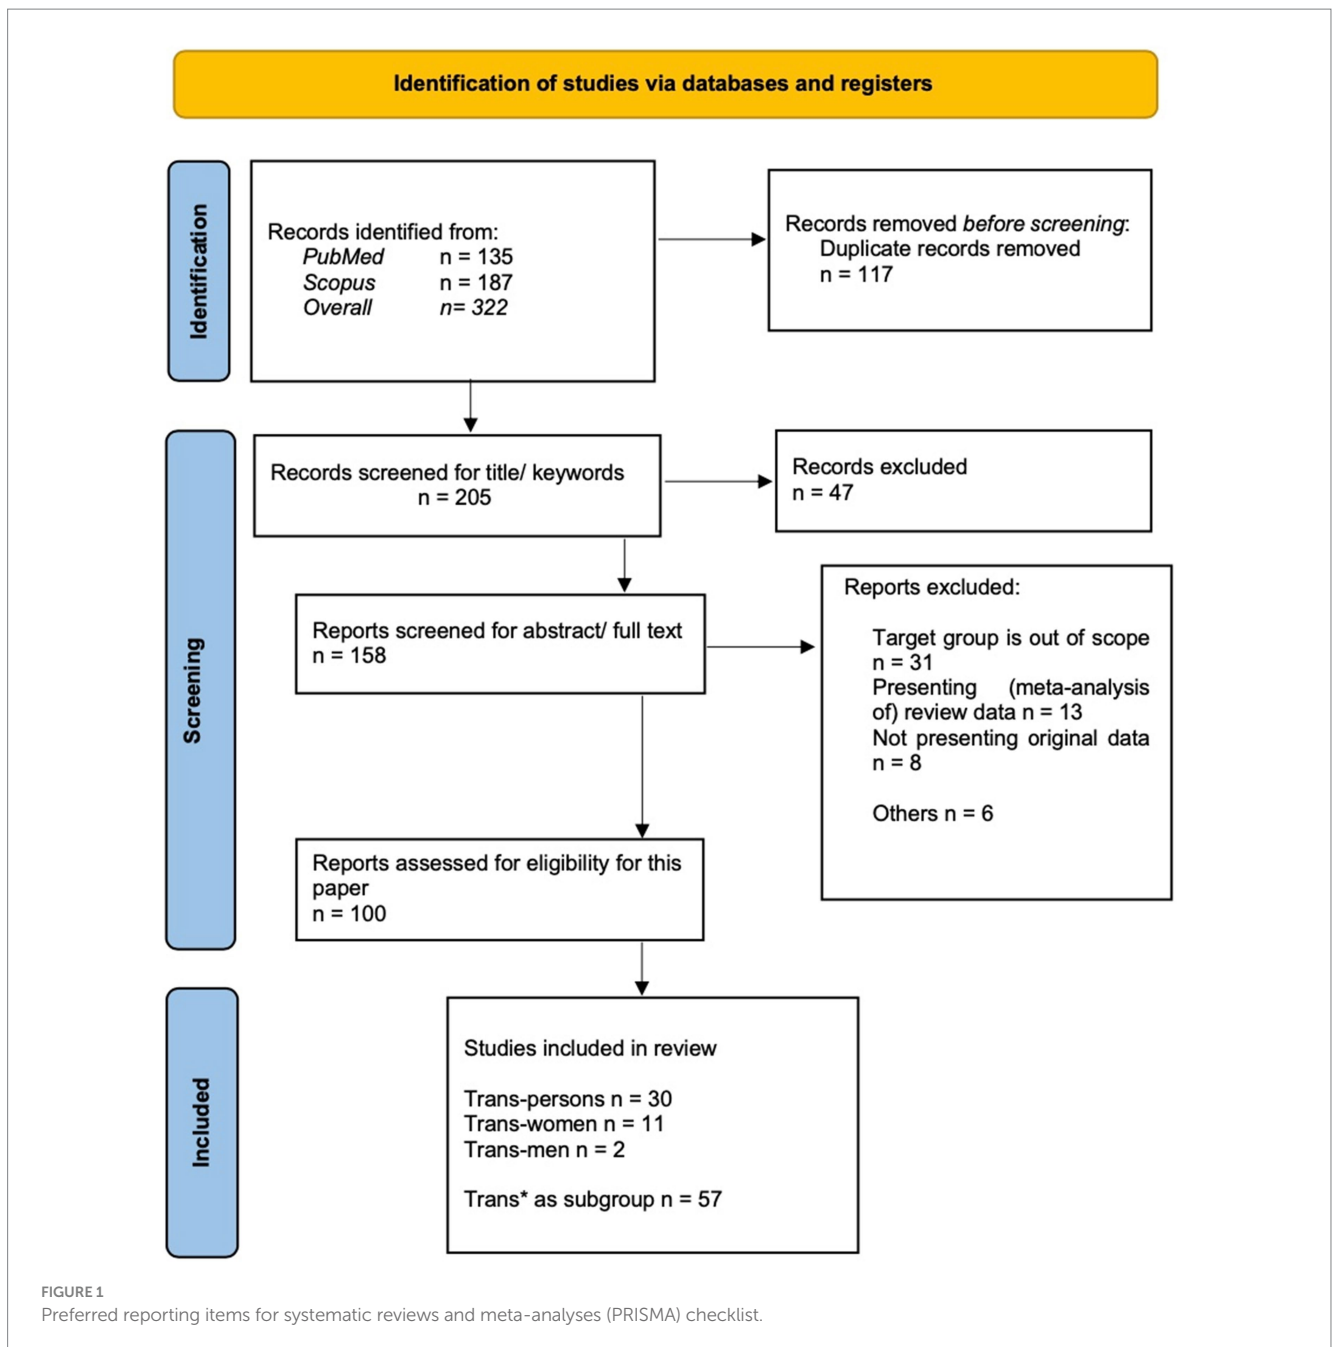 Identification of studies via databases and registers
Identification
Records identified from:
PubMed n = 135
Scopus n = 187
Overall n= 322
Records removed before screening:
Duplicate records removed
n = 117
Screening
Records screened for title/ keywords
n = 205
Records excluded
n = 47
Reports screened for abstract/ full text
n = 158
Reports excluded:
Target group is out of scope
n = 31
Presenting (meta-analysis
of) review data n = 13
Not presenting original data
n = 8
Others n = 6
Reports assessed for eligibility for this
paper
n = 100
Included
Studies included in review
Trans-persons n = 30
Trans-women n = 11
Trans-men n = 2
Trans* as subgroup n = 57
FIGURE 1
Preferred reporting items for systematic reviews and meta-analyses (PRISMA) checklist.